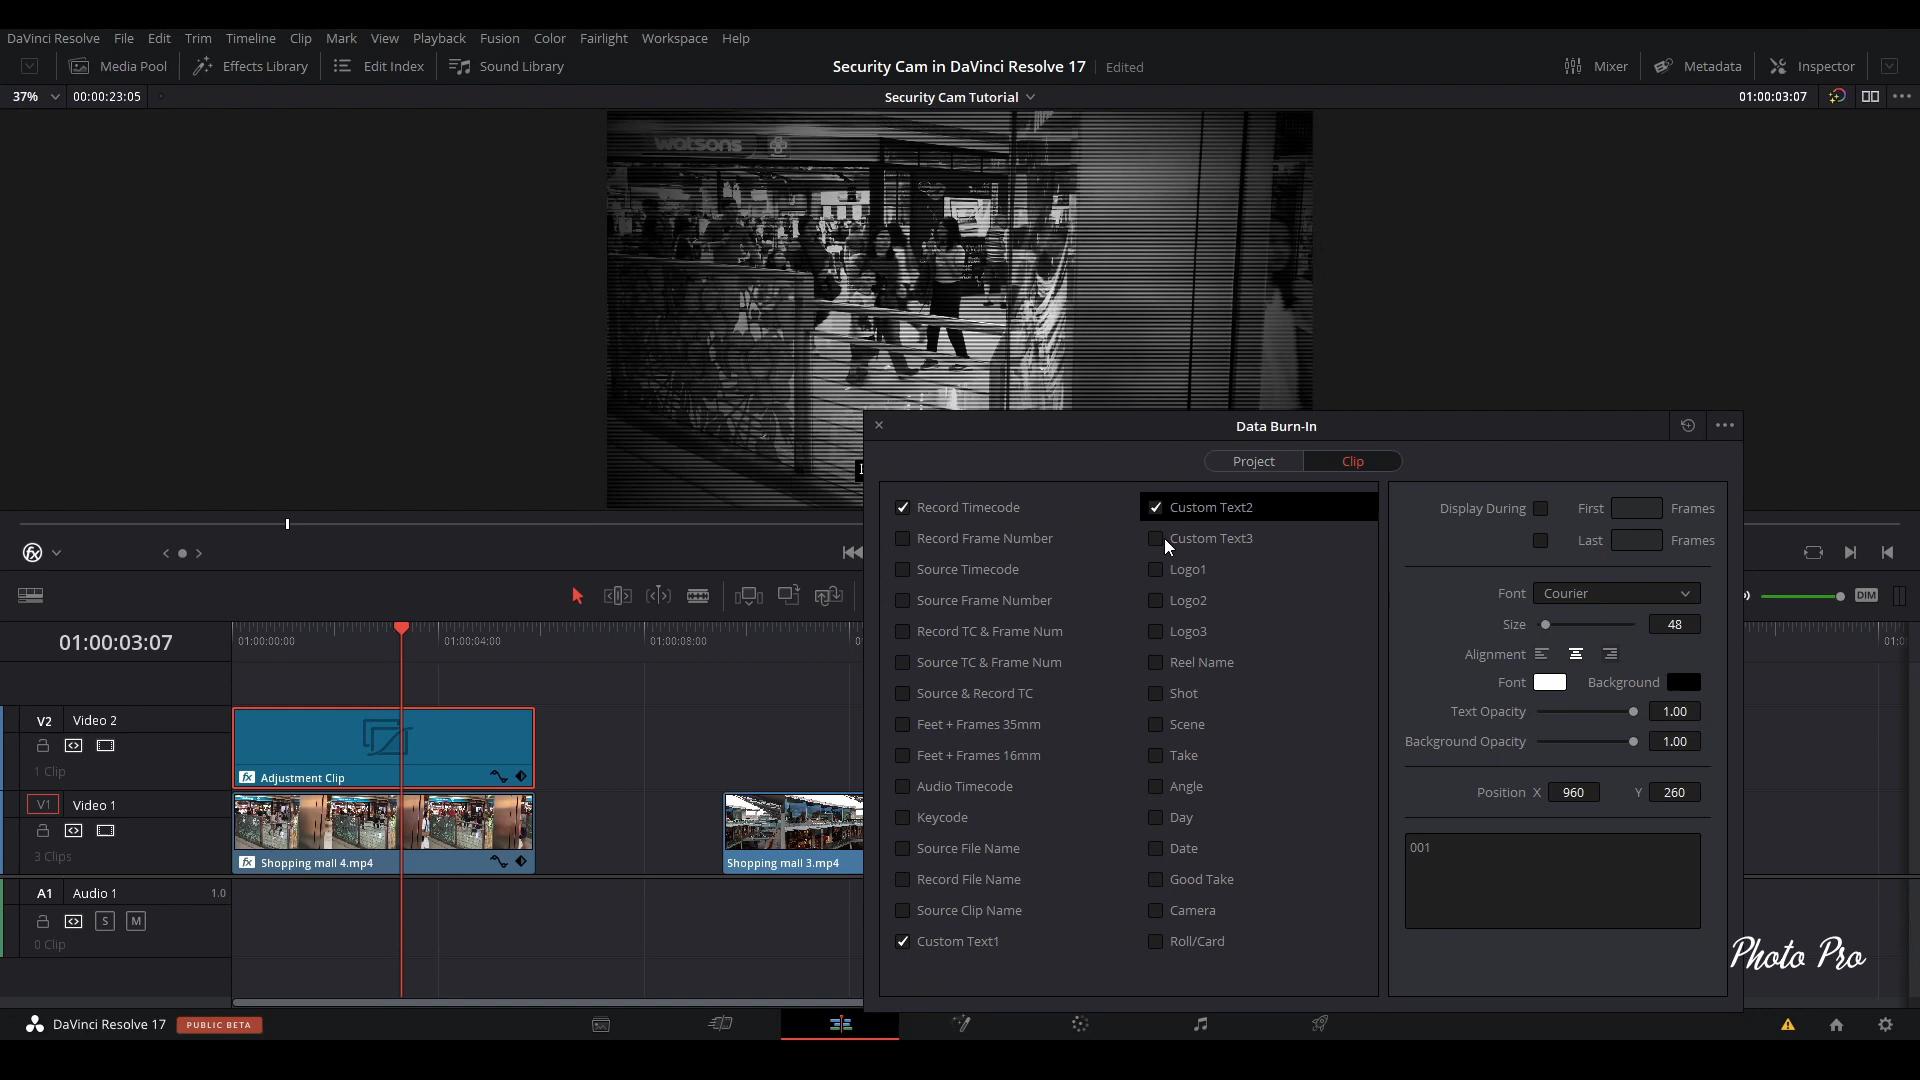 DaVinci Resolve File Edit Trim Timeline Clip Mark View Playback Fusion Color Fairlight Workspace Help
Media Pool Effects Library Edit Index Sound Library Security Cam in DaVinci Resolve 17 Edited Mixer Metadata Inspector
37% 00:00:23:05 Security Cam Tutorial 01:00:03:07
watsons
Data Burn-In
Project Clip
Record Timecode Custom Text2 Display During First Frames
Record Frame Number Custom Text3 Last Frames
Source Timecode Logo1
Source Frame Number Logo2 Font Courier
Record TC & Frame Num Logo3 Size 48
Source TC & Frame Num Reel Name Alignment
Source & Record TC Shot Font Background
Feet + Frames 35mm Scene Text Opacity 1.00
Feet + Frames 16mm Take Background Opacity 1.00
Audio Timecode Angle Position X 960 Y 260
Keycode Day
Source File Name Date 001
Record File Name Good Take
Source Clip Name Camera
Custom Text1 Roll/Card
DIM
01:00:03:07 01:00:00:00 01:00:04:00 01:00:08:00
V2 Video 2
1 Clip
fx Adjustment Clip
V1 Video 1
3 Clips
fx Shopping mall 4.mp4 Shopping mall 3.mp4
A1 Audio 1 1.0
S M
0 Clip
Photo Pro
DaVinci Resolve 17 PUBLIC BETA